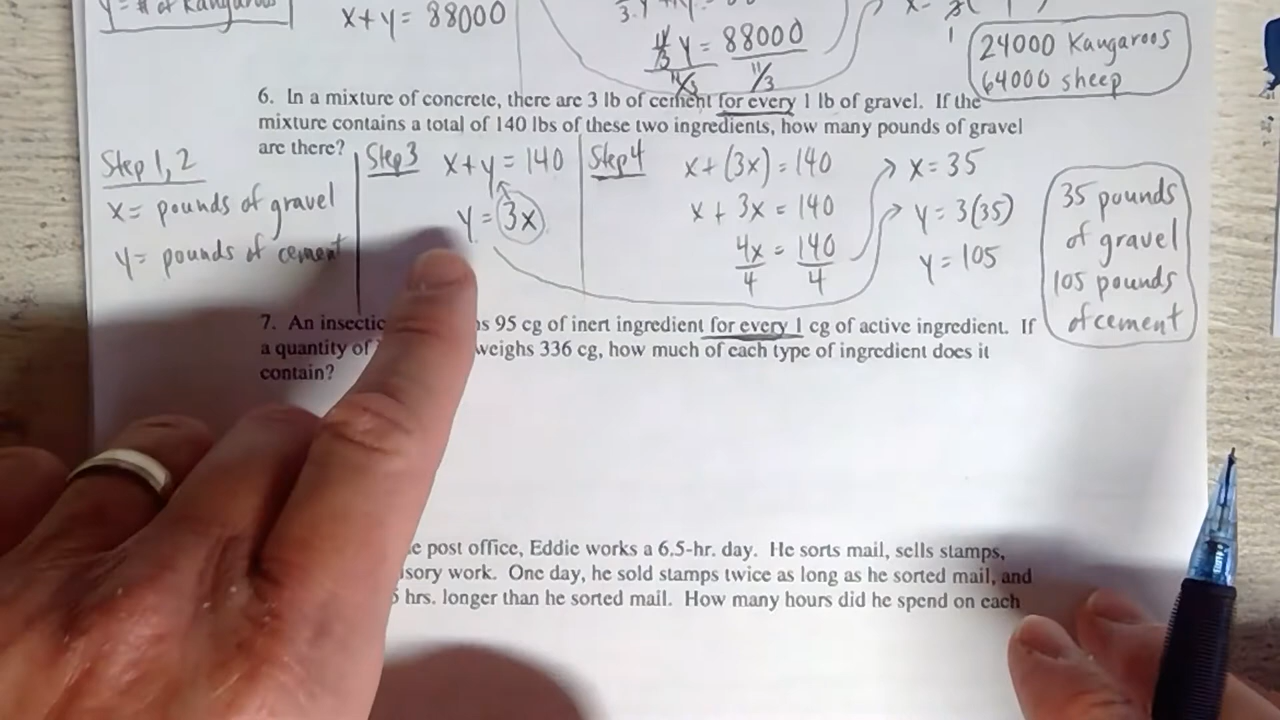 x+y = 88000
y = 88000
11/3
24000 Kangaroos
64000 sheep
6. In a mixture of concrete, there are 3 lb of cement for every 1 lb of gravel. If the
mixture contains a total of 140 lbs of these two ingredients, how many pounds of gravel
are there?
Step 1,2
x = pounds of gravel
y = pounds of cement
Step 3
x+y = 140
y = 3x
Step 4
x + (3x) = 140
x + 3x = 140
4x = 140
4 4
x = 35
y = 3(35)
y = 105
35 pounds
of gravel
105 pounds
of cement
7. An 95 cg of inert ingredient for every 1 cg of active ingredient. If
a quantity of weighs 336 cg, how much of each type of ingredient does it
contain?
post office, Eddie works a 6.5-hr. day. He sorts mail, sells stamps,
work. One day, he sold stamps twice as long as he sorted mail, and
hrs. longer than he sorted mail. How many hours did he spend on each